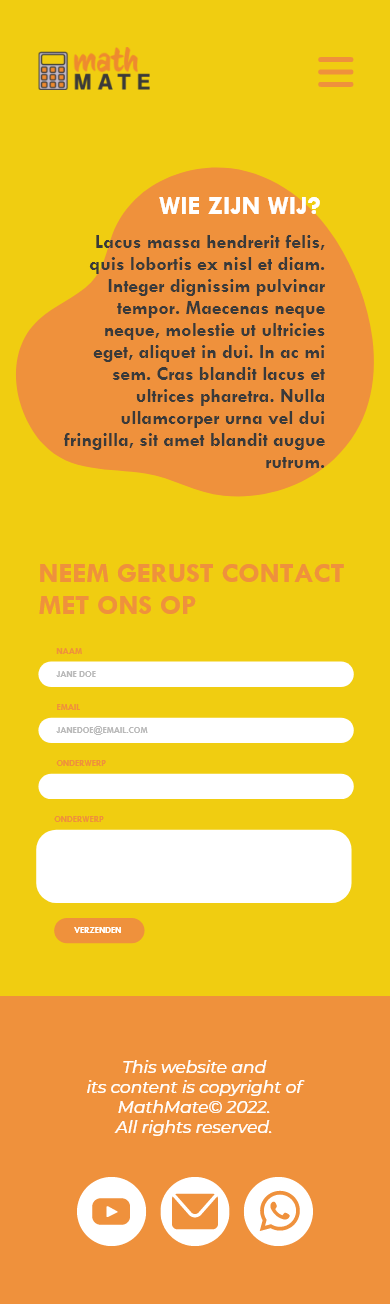 math
MATE
WIE ZIJN WIJ?
Lacus massa hendrerit felis,
quis lobortis ex nisl et diam.
Integer dignissim pulvinar
tempor. Maecenas neque
neque, molestie ut ultricies
eget, aliquet in dui. In ac mi
sem. Cras blandit lacus et
ultrices pharetra. Nulla
ullamcorper urna vel dui
fringilla, sit amet blandit augue
rutrum.
NEEM GERUST CONTACT
MET ONS OP
NAAM
JANE DOE
EMAIL
JANEDOE@EMAIL.COM
ONDERWERP
ONDERWERP
VERZENDEN
This website and
its content is copyright of
MathMate© 2022.
All rights reserved.